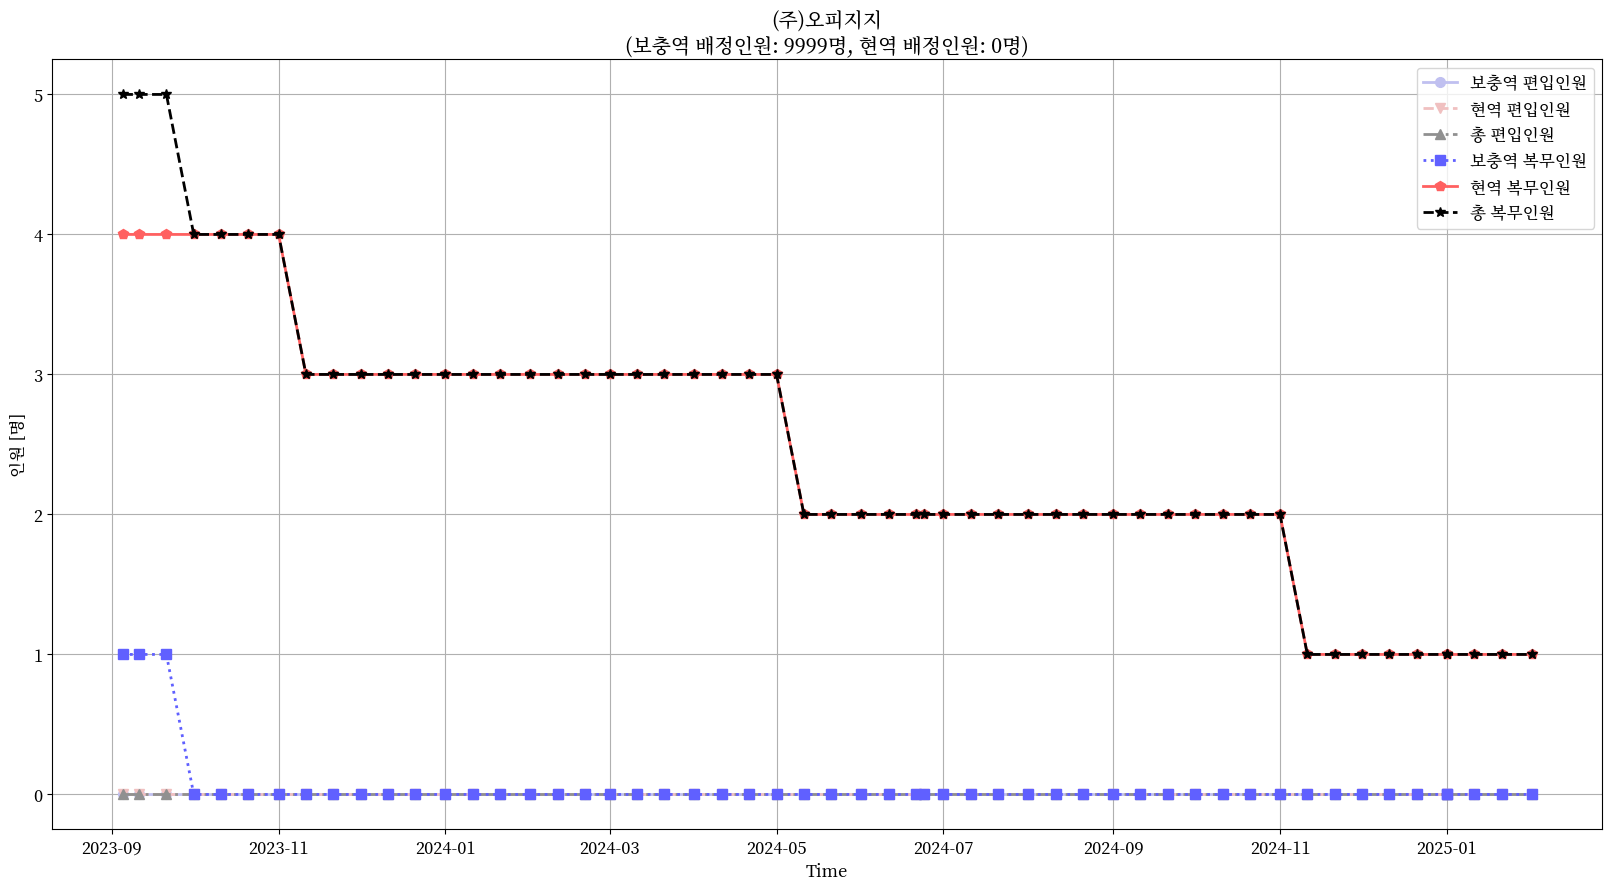 (주)오피지지
(보충역 배정인원: 9999명, 현역 배정인원: 0명)
보충역 편입인원
현역 편입인원
총 편입인원
보충역 복무인원
현역 복무인원
총 복무인원
인원 [명]
5
4
3
2
1
0
2023-09
2023-11
2024-01
2024-03
2024-05
2024-07
2024-09
2024-11
2025-01
Time